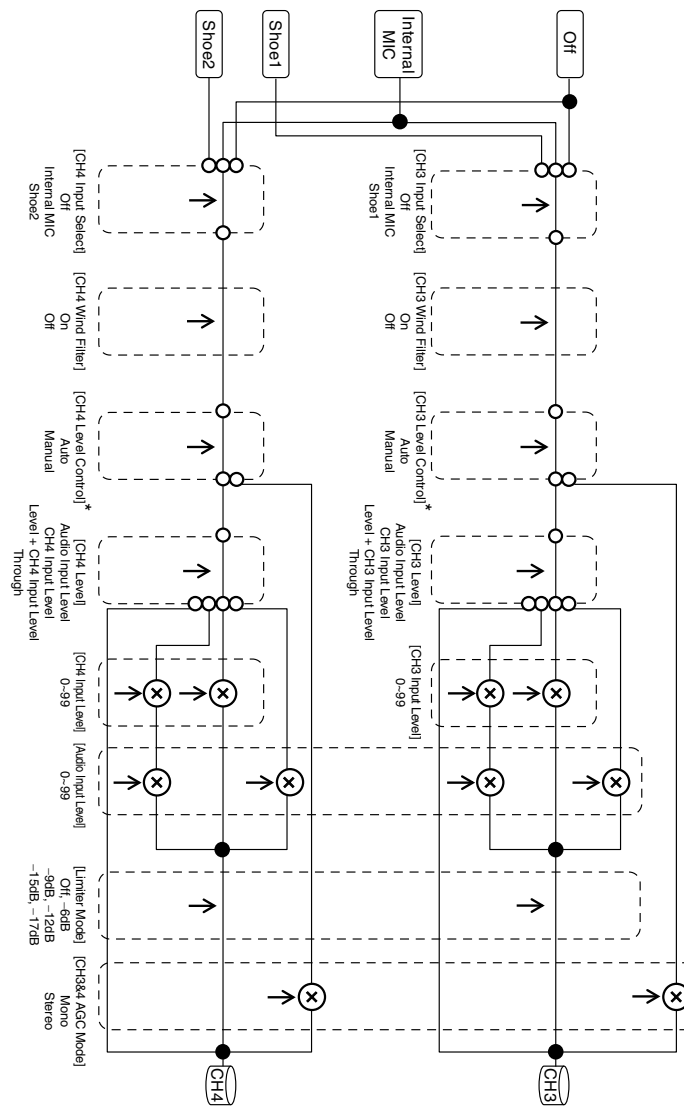 Off
Internal
MIC
Shoe1
Shoe2
[CH3 Input Select]
Off
Internal MIC
Shoe1
[CH3 Wind Filter]
On
Off
[CH3 Level Control]*
Auto
Manual
[CH3 Level]
Audio Input Level
CH3 Input Level
Level + CH3 Input Level
Through
[CH3 Input Level]
0~99
CH3
[CH4 Input Select]
Off
Internal MIC
Shoe2
[CH4 Wind Filter]
On
Off
[CH4 Level Control]*
Auto
Manual
[CH4 Level]
Audio Input Level
CH4 Input Level
Level + CH4 Input Level
Through
[CH4 Input Level]
0~99
[Audio Input Level]
0~99
[Limiter Mode]
Off, −6dB
−9dB, −12dB
−15dB, −17dB
[CH3&4 AGC Mode]
Mono
Stereo
CH4